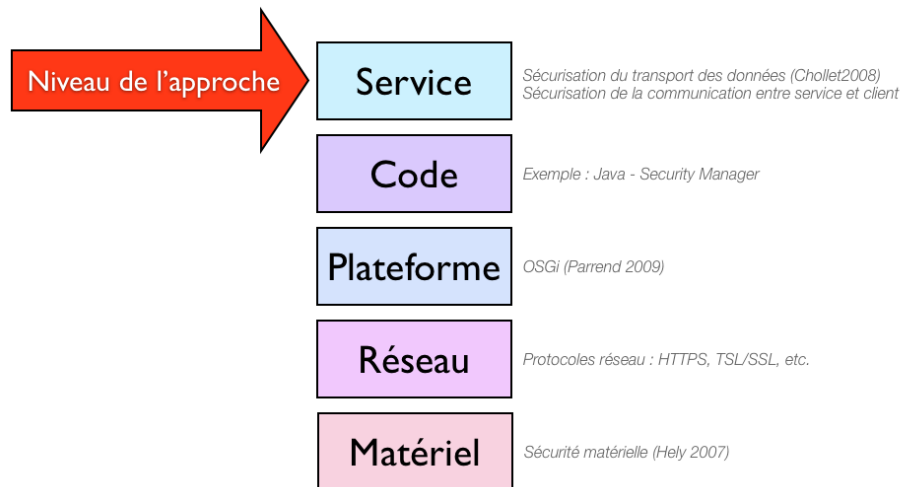 Niveau de l'approche
Service
Sécurisation du transport des données (Chollet2008)
Sécurisation de la communication entre service et client
Code
Exemple : Java - Security Manager
Plateforme
OSGi (Parrend 2009)
Réseau
Protocoles réseau : HTTPS, TSL/SSL, etc.
Matériel
Sécurité matérielle (Hely 2007)